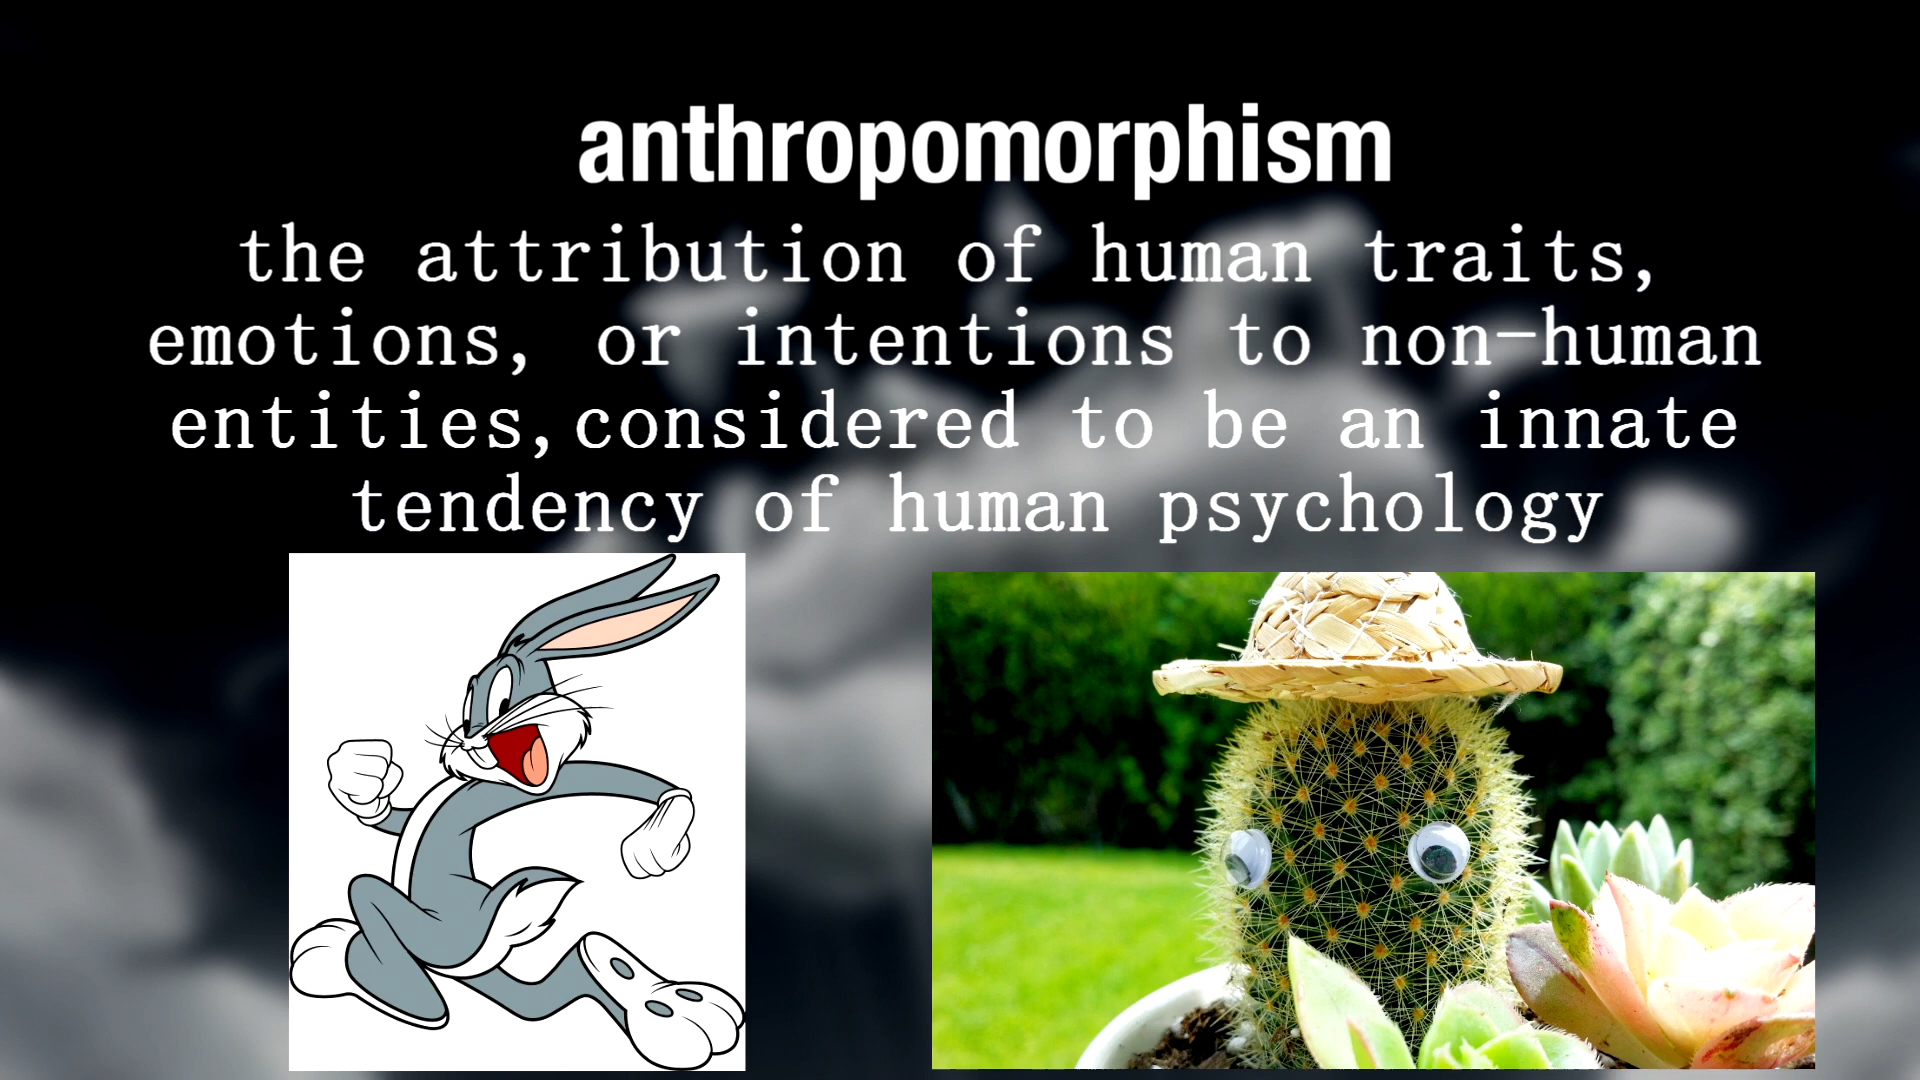 anthropomorphism
the attribution of human traits,
emotions, or intentions to non-human
entities,considered to be an innate
tendency of human psychology